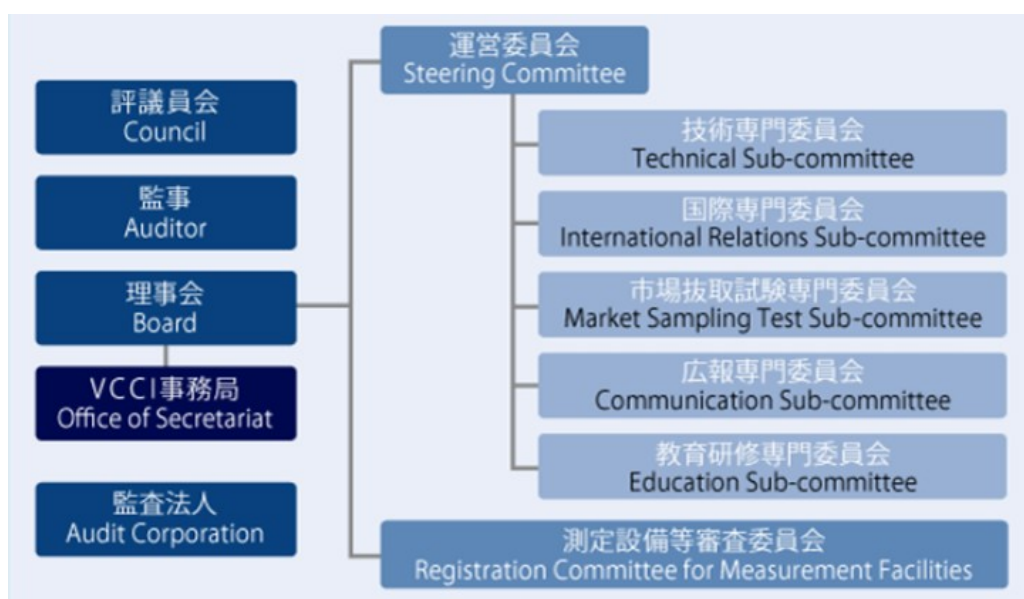 評議員会
Council
監事
Auditor
理事会
Board
VCCI事務局
Office of Secretariat
監査法人
Audit Corporation
運営委員会
Steering Committee
技術専門委員会
Technical Sub-committee
国際専門委員会
International Relations Sub-committee
市場抜取試験専門委員会
Market Sampling Test Sub-committee
広報専門委員会
Communication Sub-committee
教育研修専門委員会
Education Sub-committee
測定設備等審査委員会
Registration Committee for Measurement Facilities